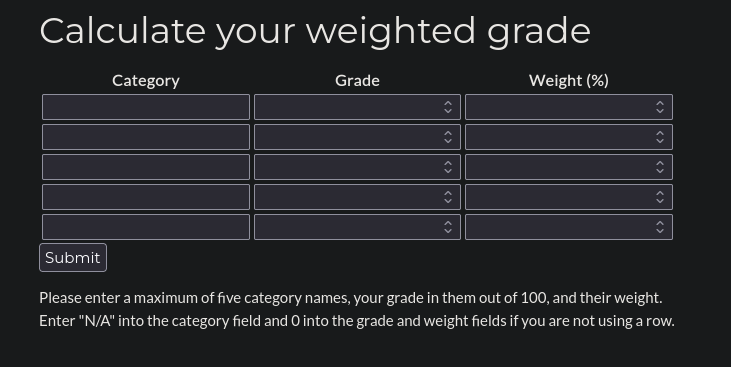 Calculate your weighted grade
Category Grade Weight (%)
Submit
Please enter a maximum of five category names, your grade in them out of 100, and their weight.
Enter "N/A" into the category field and 0 into the grade and weight fields if you are not using a row.